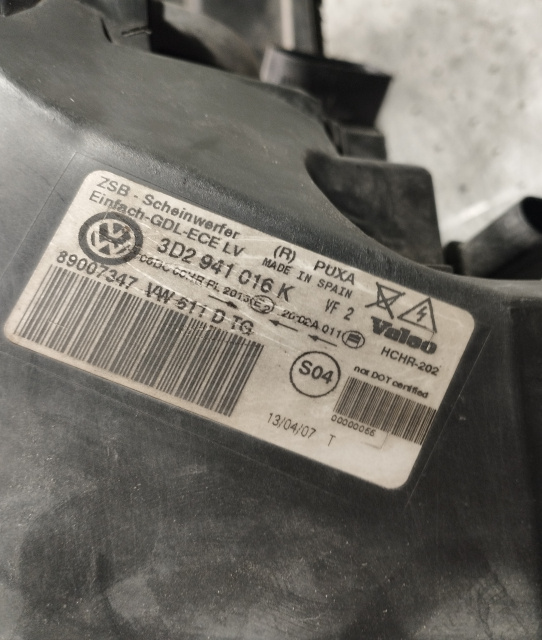 ZSB - Scheinwerfer
Einfach-GDL-ECE LV
(R) PUXA
MADE IN SPAIN
3D2 941 016 K
VF 2
Valeo
HCHR-202
89007347 VW 511 D TG
S04
not DOT certified
00000066
13/04/07 T